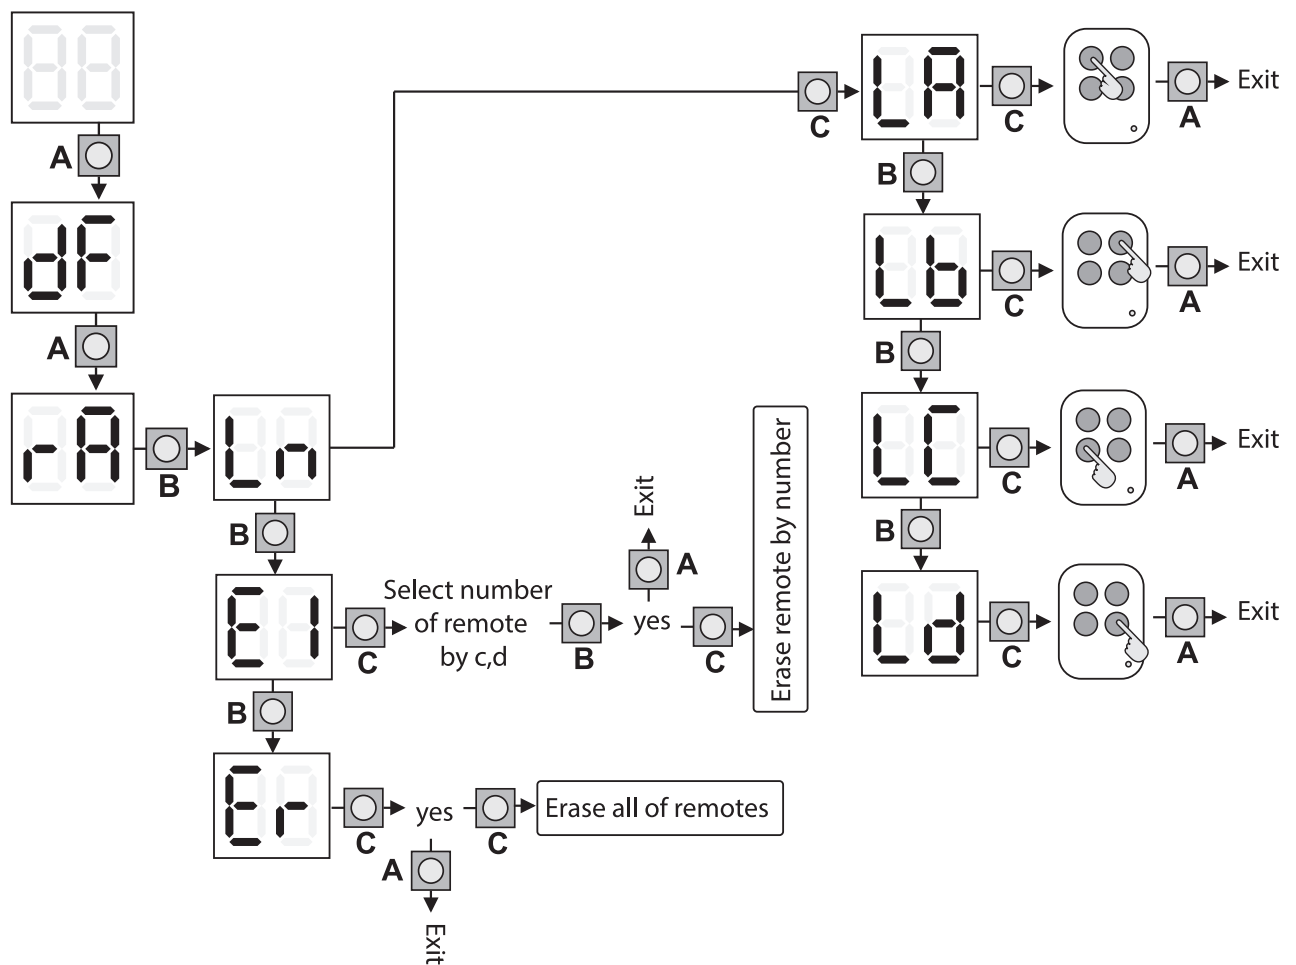 A
dF
A
rA
B
Ln
C
LA
C
A
Exit
B
Lb
C
A
Exit
B
LC
C
A
Exit
B
Ld
C
A
Exit
B
E1
C
Select number
of remote
by c,d
B
yes
A
Exit
C
Erase remote by number
B
Er
C
yes
C
Erase all of remotes
A
Exit